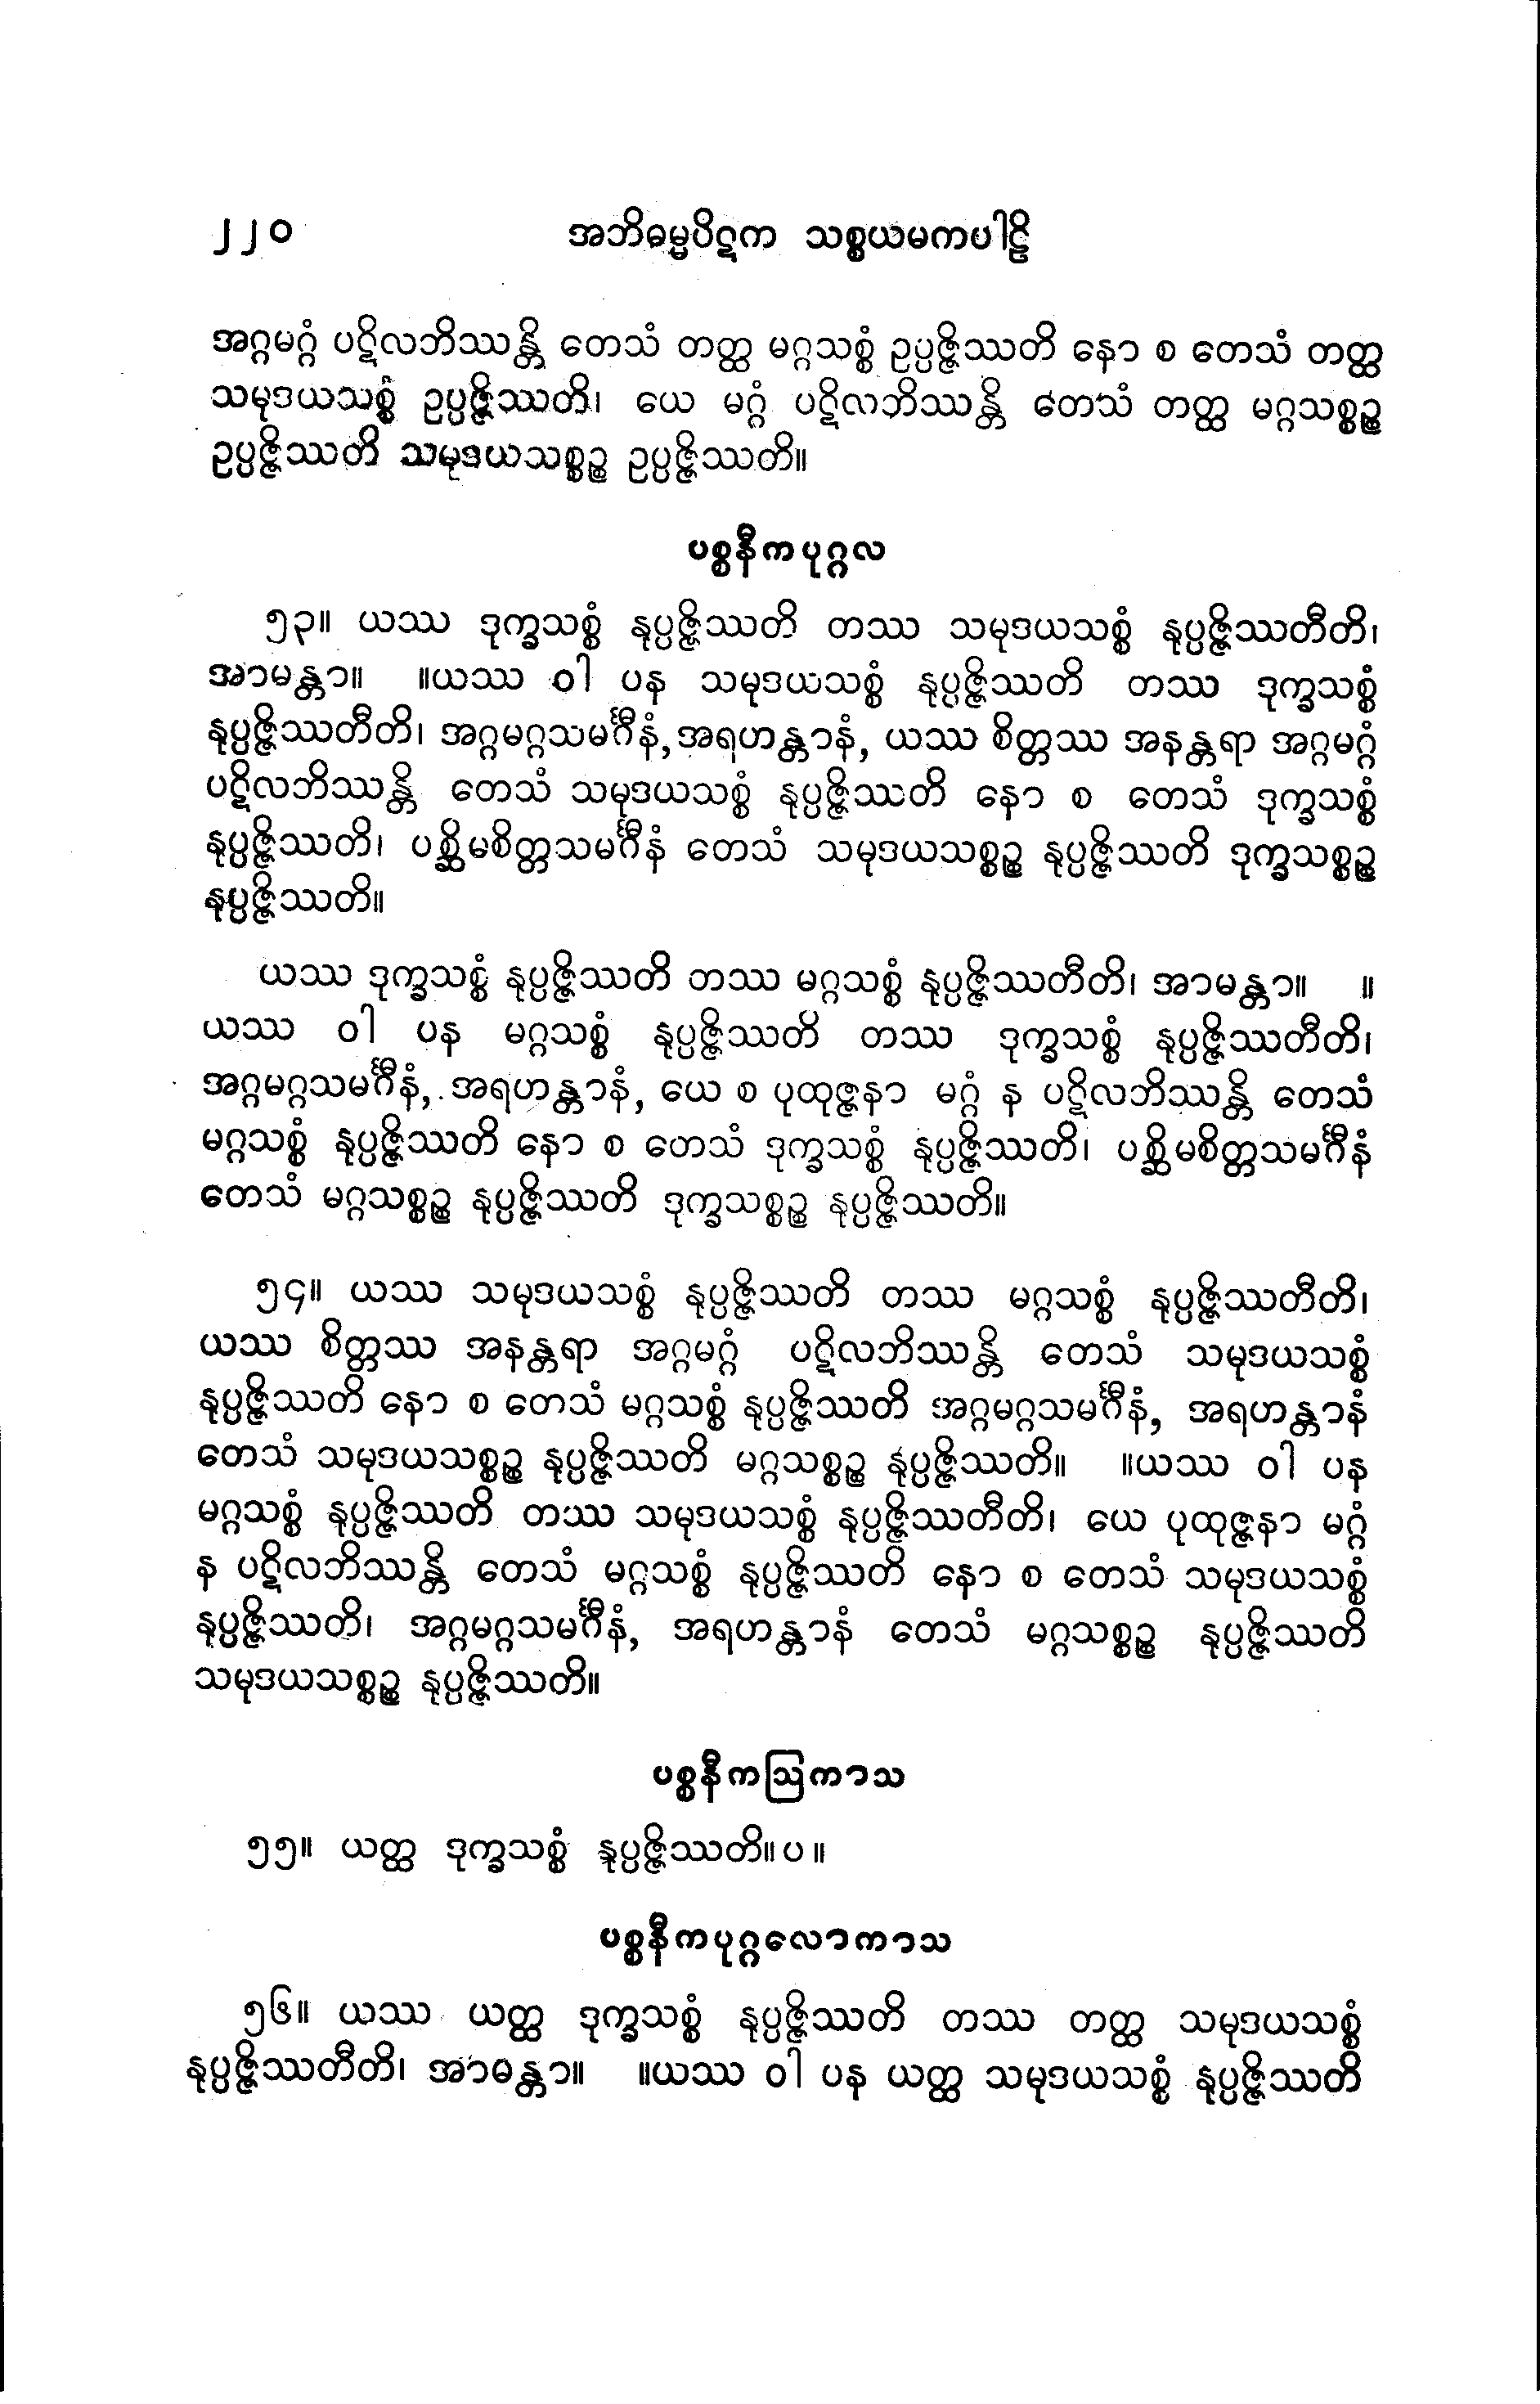 ၂၂၀ အဘိဓမ္မပိဋက သစ္စယမကပါဠိ
အဂ္ဂမဂ္ဂံ ပဋိလဘိဿန္တိ တေသံ တတ္ထ မဂ္ဂသစ္စံ ဥပ္ပဇ္ဇိဿတိ နော စ တေသံ တတ္ထ
သမုဒယသစ္စံ ဥပ္ပဇ္ဇိဿတိ၊ ယေ မဂ္ဂံ ပဋိလဘိဿန္တိ တေသံ တတ္ထ မဂ္ဂသစ္စဉ္စ
ဥပ္ပဇ္ဇိဿတိ သမုဒယသစ္စဉ္စ ဥပ္ပဇ္ဇိဿတိ။
ပစ္စနီကပုဂ္ဂလ
၅၃။ ယဿ ဒုက္ခသစ္စံ နုပ္ပဇ္ဇိဿတိ တဿ သမုဒယသစ္စံ နုပ္ပဇ္ဇိဿတီတိ၊
အာမန္တာ။ ။ယဿ ဝါ ပန သမုဒယသစ္စံ နုပ္ပဇ္ဇိဿတိ တဿ ဒုက္ခသစ္စံ
နုပ္ပဇ္ဇိဿတီတိ၊ အဂ္ဂမဂ္ဂသမင်္ဂီနံ, အရဟန္တာနံ, ယဿ စိတ္တဿ အနန္တရာ အဂ္ဂမဂ္ဂံ
ပဋိလဘိဿန္တိ တေသံ သမုဒယသစ္စံ နုပ္ပဇ္ဇိဿတိ နော စ တေသံ ဒုက္ခသစ္စံ
နုပ္ပဇ္ဇိဿတိ၊ ပစ္ဆိမစိတ္တသမင်္ဂီနံ တေသံ သမုဒယသစ္စဉ္စ နုပ္ပဇ္ဇိဿတိ ဒုက္ခသစ္စဉ္စ
နုပ္ပဇ္ဇိဿတိ။
ယဿ ဒုက္ခသစ္စံ နုပ္ပဇ္ဇိဿတိ တဿ မဂ္ဂသစ္စံ နုပ္ပဇ္ဇိဿတီတိ၊ အာမန္တာ။ ။
ယဿ ဝါ ပန မဂ္ဂသစ္စံ နုပ္ပဇ္ဇိဿတိ တဿ ဒုက္ခသစ္စံ နုပ္ပဇ္ဇိဿတီတိ၊
အဂ္ဂမဂ္ဂသမင်္ဂီနံ, အရဟန္တာနံ, ယေ စ ပုထုဇ္ဇနာ မဂ္ဂံ န ပဋိလဘိဿန္တိ တေသံ
မဂ္ဂသစ္စံ နုပ္ပဇ္ဇိဿတိ နော စ တေသံ ဒုက္ခသစ္စံ နုပ္ပဇ္ဇိဿတိ၊ ပစ္ဆိမစိတ္တသမင်္ဂီနံ
တေသံ မဂ္ဂသစ္စဉ္စ နုပ္ပဇ္ဇိဿတိ ဒုက္ခသစ္စဉ္စ နုပ္ပဇ္ဇိဿတိ။
၅၄။ ယဿ သမုဒယသစ္စံ နုပ္ပဇ္ဇိဿတိ တဿ မဂ္ဂသစ္စံ နုပ္ပဇ္ဇိဿတီတိ၊
ယဿ စိတ္တဿ အနန္တရာ အဂ္ဂမဂ္ဂံ ပဋိလဘိဿန္တိ တေသံ သမုဒယသစ္စံ
နုပ္ပဇ္ဇိဿတိ နော စ တေသံ မဂ္ဂသစ္စံ နုပ္ပဇ္ဇိဿတိ အဂ္ဂမဂ္ဂသမင်္ဂီနံ, အရဟန္တာနံ
တေသံ သမုဒယသစ္စဉ္စ နုပ္ပဇ္ဇိဿတိ မဂ္ဂသစ္စဉ္စ နုပ္ပဇ္ဇိဿတိ။ ။ယဿ ဝါ ပန
မဂ္ဂသစ္စံ နုပ္ပဇ္ဇိဿတိ တဿ သမုဒယသစ္စံ နုပ္ပဇ္ဇိဿတီတိ၊ ယေ ပုထုဇ္ဇနာ မဂ္ဂံ
န ပဋိလဘိဿန္တိ တေသံ မဂ္ဂသစ္စံ နုပ္ပဇ္ဇိဿတိ နော စ တေသံ သမုဒယသစ္စံ
နုပ္ပဇ္ဇိဿတိ၊ အဂ္ဂမဂ္ဂသမင်္ဂီနံ, အရဟန္တာနံ တေသံ မဂ္ဂသစ္စဉ္စ နုပ္ပဇ္ဇိဿတိ
သမုဒယသစ္စဉ္စ နုပ္ပဇ္ဇိဿတိ။
ပစ္စနီကဩကာသ
၅၅။ ယတ္ထ ဒုက္ခသစ္စံ နုပ္ပဇ္ဇိဿတိ။ပ။
ပစ္စနီကပုဂ္ဂလောကာသ
၅၆။ ယဿ ယတ္ထ ဒုက္ခသစ္စံ နုပ္ပဇ္ဇိဿတိ တဿ တတ္ထ သမုဒယသစ္စံ
နုပ္ပဇ္ဇိဿတီတိ၊ အာမန္တာ။ ။ယဿ ဝါ ပန ယတ္ထ သမုဒယသစ္စံ နုပ္ပဇ္ဇိဿတိ